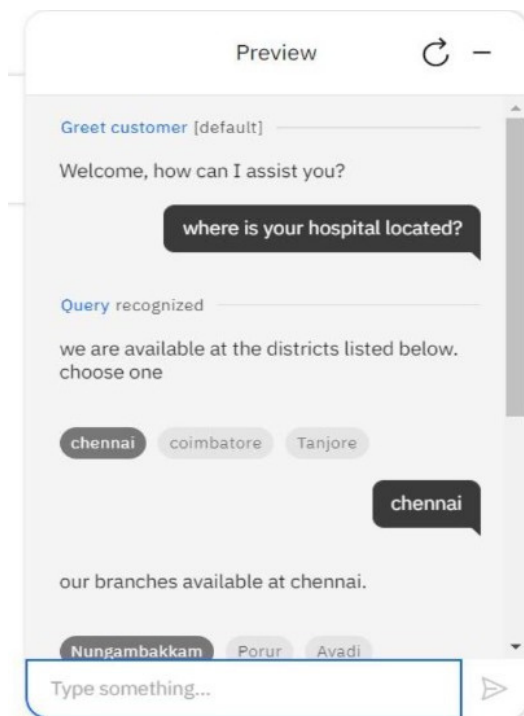 Preview
Greet customer [default]
Welcome, how can I assist you?
where is your hospital located?
Query recognized
we are available at the districts listed below.
choose one
chennai coimbatore Tanjore
chennai
our branches available at chennai.
Nungambakkam Porur Avadi
Type something...